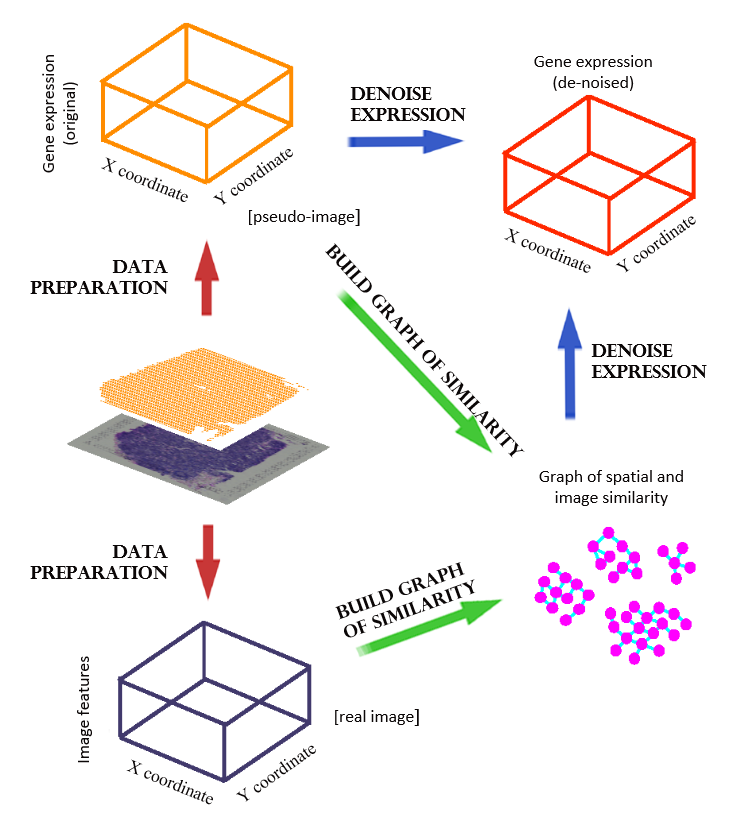 Gene expression
(original)
X coordinate
Y coordinate
[pseudo-image]
DENOISE
EXPRESSION
Gene expression
(de-noised)
X coordinate
Y coordinate
DATA
PREPARATION
BUILD GRAPH OF SIMILARITY
DENOISE
EXPRESSION
Graph of spatial and
image similarity
DATA
PREPARATION
BUILD GRAPH
OF SIMILARITY
Image features
X coordinate
Y coordinate
[real image]